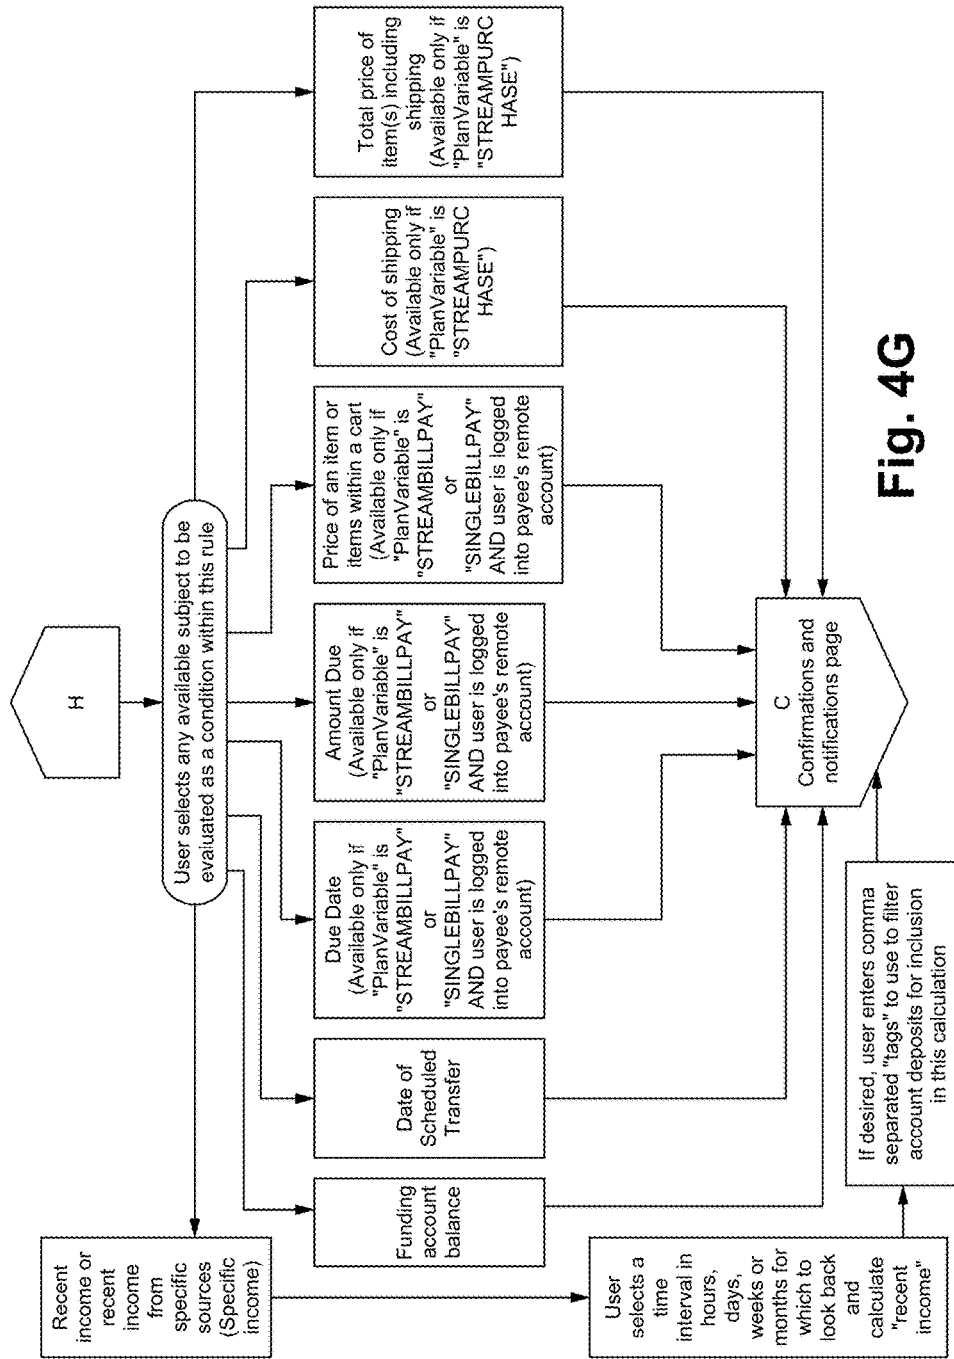 H
User selects any available subject to be
evaluated as a condition within this rule
Recent
income or
recent
income
from
specific
sources
(Specific
income)
Funding
account
balance
Date of
Scheduled
Transfer
Due Date
(Available only if
"PlanVariable" is
"STREAMBILLPAY"
or
"SINGLEBILLPAY"
AND user is logged
into payee's remote
account)
Amount Due
(Available only if
"PlanVariable" is
"STREAMBILLPAY"
or
"SINGLEBILLPAY"
AND user is logged
into payee's remote
account)
Price of an item or
items within a cart
(Available only if
"PlanVariable" is
"STREAMBILLPAY"
or
"SINGLEBILLPAY"
AND user is logged
into payee's remote
account)
Cost of shipping
(Available only if
"PlanVariable" is
"STREAMPURC
HASE")
Total price of
item(s) including
shipping
(Available only if
"PlanVariable" is
"STREAMPURC
HASE")
User
selects a
time
interval in
hours,
days,
weeks or
months for
which to
look back
and
calculate
"recent
income"
If desired, user enters comma
separated "tags" to use to filter
account deposits for inclusion
in this calculation
C
Confirmations and
notifications page
Fig. 4G